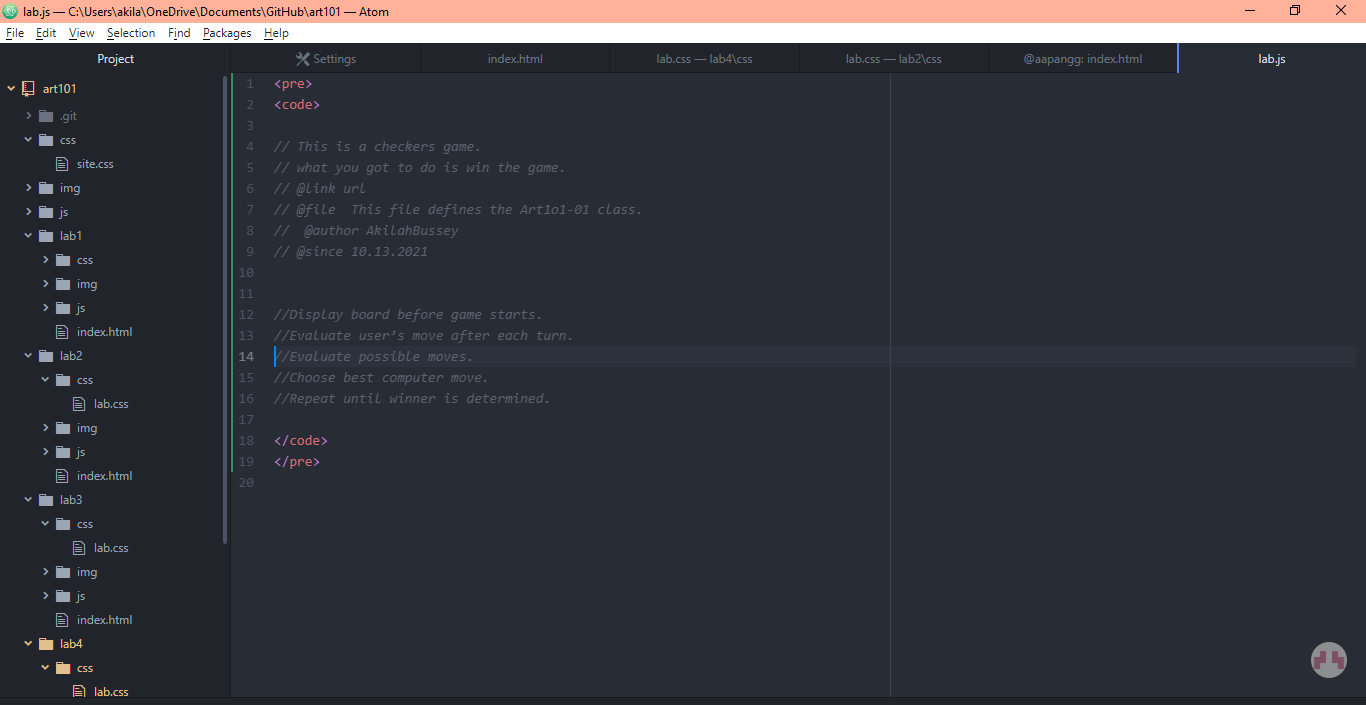 lab.js — C:\Users\akila\OneDrive\Documents\GitHub\art101 — Atom
File Edit View Selection Find Packages Help
Project
Settings
index.html
lab.css — lab4\css
lab.css — lab2\css
@aapangg: index.html
lab.js
art101
.git
css
site.css
img
js
lab1
css
img
js
index.html
lab2
css
lab.css
img
js
index.html
lab3
css
lab.css
img
js
index.html
lab4
css
lab.css
1 <pre>
2 <code>
3
4 // This is a checkers game.
5 // what you got to do is win the game.
6 // @link url
7 // @file  This file defines the Art1o1-01 class.
8 //  @author AkilahBussey
9 // @since 10.13.2021
10
11
12 //Display board before game starts.
13 //Evaluate user’s move after each turn.
14 //Evaluate possible moves.
15 //Choose best computer move.
16 //Repeat until winner is determined.
17
18 </code>
19 </pre>
20